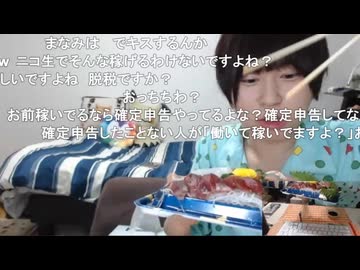 まなみは　でキスするんか
w ニコ生でそんな稼げるわけないですよね？
しいですよね　脱税ですか？
おっちちわ？
お前稼いでるなら確定申告やってるよな？確定申告してな
確定申告したことない人が「働いて稼いでますよ？」お